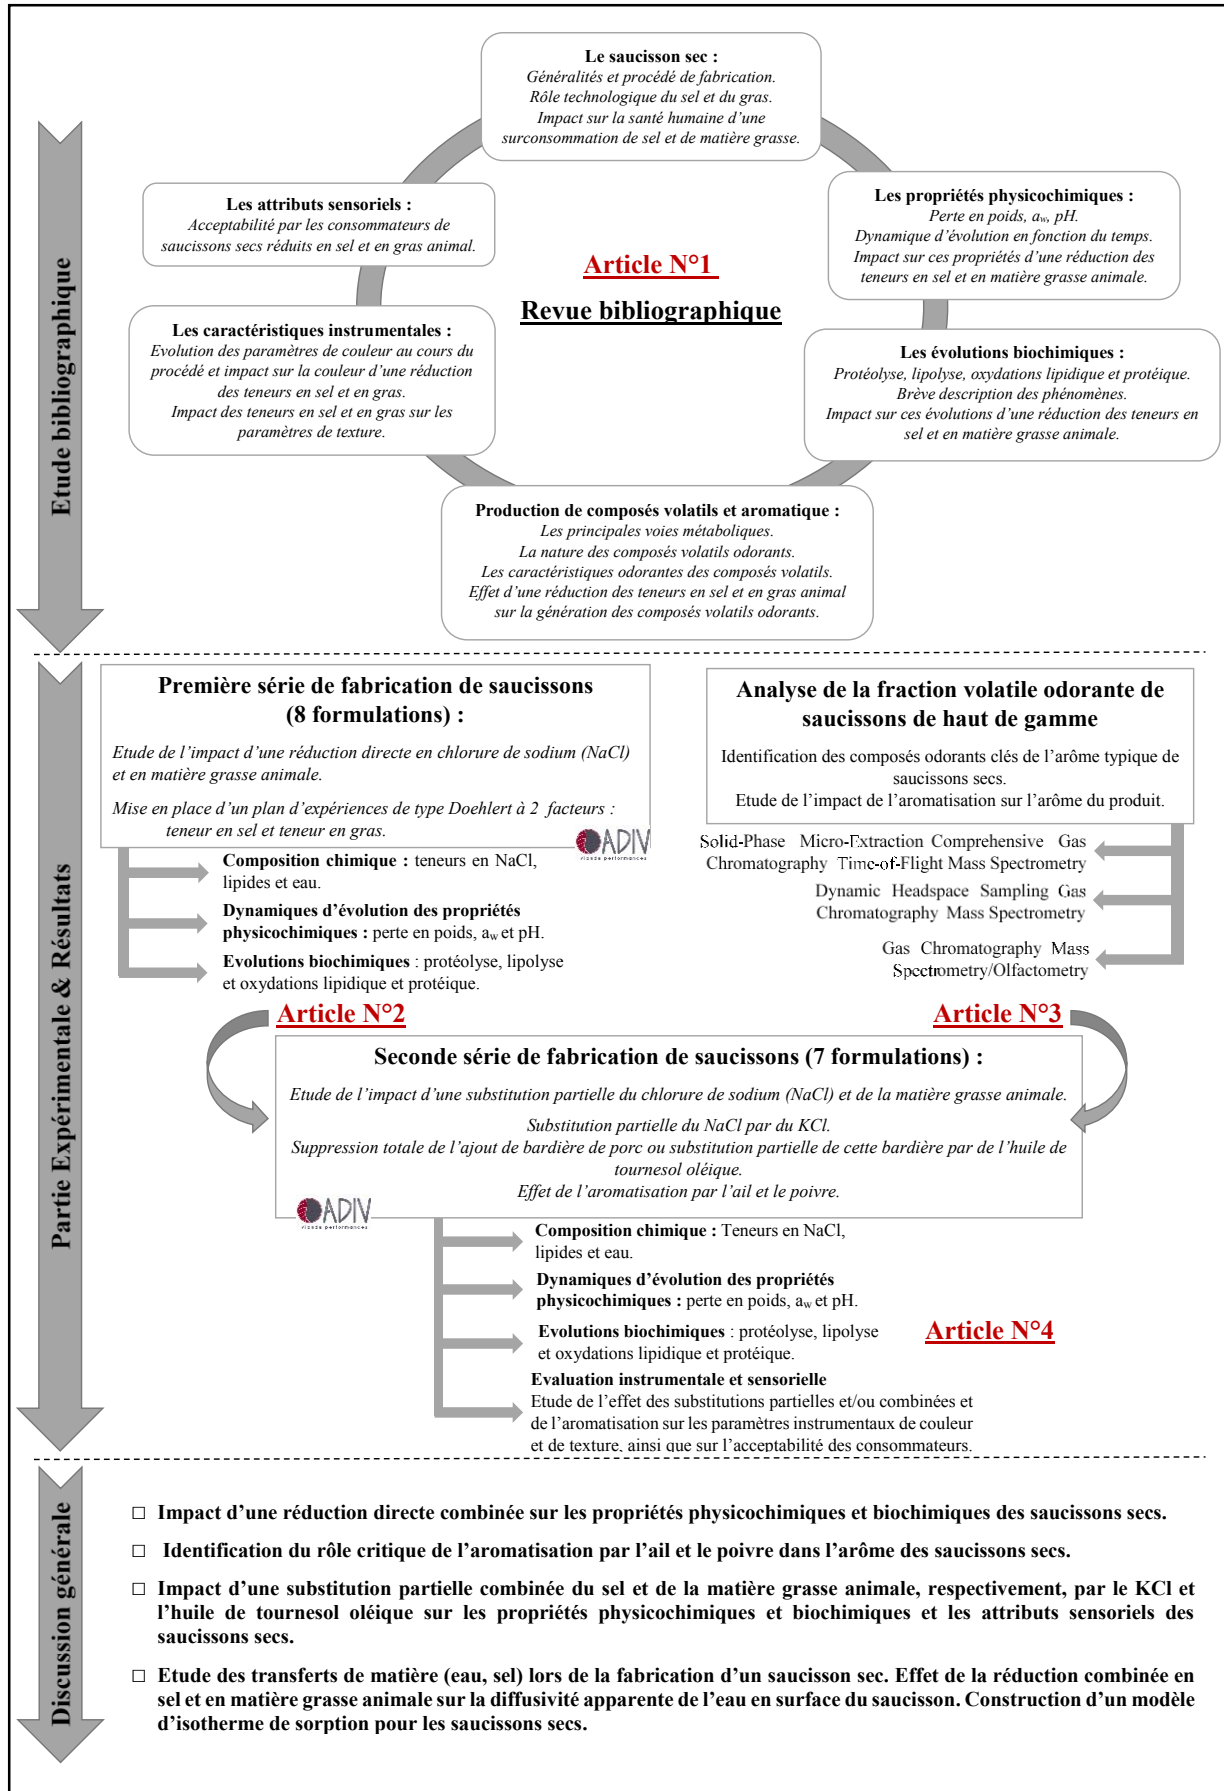 Etude bibliographique
Le saucisson sec :
Généralités et procédé de fabrication.
Rôle technologique du sel et du gras.
Impact sur la santé humaine d'une
surconsommation de sel et de matière grasse.
Les attributs sensoriels :
Acceptabilité par les consommateurs de
saucissons secs réduits en sel et en gras animal.
Les propriétés physicochimiques :
Perte en poids, aw, pH.
Dynamique d'évolution en fonction du temps.
Impact sur ces propriétés d'une réduction des
teneurs en sel et en matière grasse animale.
Article N°1
Revue bibliographique
Les caractéristiques instrumentales :
Evolution des paramètres de couleur au cours du
procédé et impact sur la couleur d'une réduction
des teneurs en sel et en gras.
Impact des teneurs en sel et en gras sur les
paramètres de texture.
Les évolutions biochimiques :
Protéolyse, lipolyse, oxydations lipidique et protéique.
Brève description des phénomènes.
Impact sur ces évolutions d'une réduction des teneurs en
sel et en matière grasse animale.
Production de composés volatils et aromatique :
Les principales voies métaboliques.
La nature des composés volatils odorants.
Les caractéristiques odorantes des composés volatils.
Effet d'une réduction des teneurs en sel et en gras animal
sur la génération des composés volatils odorants.
Partie Expérimentale & Résultats
Première série de fabrication de saucissons
(8 formulations) :
Etude de l'impact d'une réduction directe en chlorure de sodium (NaCl)
et en matière grasse animale.
Mise en place d'un plan d'expériences de type Doehlert à 2 facteurs :
teneur en sel et teneur en gras.
ADIV
viande performances
Composition chimique : teneurs en NaCl,
lipides et eau.
Dynamiques d'évolution des propriétés
physicochimiques : perte en poids, aw et pH.
Evolutions biochimiques : protéolyse, lipolyse
et oxydations lipidique et protéique.
Article N°2
Analyse de la fraction volatile odorante de
saucissons de haut de gamme
Identification des composés odorants clés de l'arôme typique de
saucissons secs.
Etude de l'impact de l'aromatisation sur l'arôme du produit.
Solid-Phase Micro-Extraction Comprehensive Gas
Chromatography Time-of-Flight Mass Spectrometry
Dynamic Headspace Sampling Gas
Chromatography Mass Spectrometry
Gas Chromatography Mass
Spectrometry/Olfactometry
Article N°3
Seconde série de fabrication de saucissons (7 formulations) :
Etude de l'impact d'une substitution partielle du chlorure de sodium (NaCl) et de la matière grasse animale.
Substitution partielle du NaCl par du KCl.
Suppression totale de l'ajout de bardière de porc ou substitution partielle de cette bardière par de l'huile de
tournesol oléique.
Effet de l'aromatisation par l'ail et le poivre.
ADIV
viande performances
Composition chimique : Teneurs en NaCl,
lipides et eau.
Dynamiques d'évolution des propriétés
physicochimiques : perte en poids, aw et pH.
Evolutions biochimiques : protéolyse, lipolyse
et oxydations lipidique et protéique.
Article N°4
Evaluation instrumentale et sensorielle
Etude de l'effet des substitutions partielles et/ou combinées et
de l'aromatisation sur les paramètres instrumentaux de couleur
et de texture, ainsi que sur l'acceptabilité des consommateurs.
Discussion générale
□ Impact d'une réduction directe combinée sur les propriétés physicochimiques et biochimiques des saucissons secs.
□ Identification du rôle critique de l'aromatisation par l'ail et le poivre dans l'arôme des saucissons secs.
□ Impact d'une substitution partielle combinée du sel et de la matière grasse animale, respectivement, par le KCl et
l'huile de tournesol oléique sur les propriétés physicochimiques et biochimiques et les attributs sensoriels des
saucissons secs.
□ Etude des transferts de matière (eau, sel) lors de la fabrication d'un saucisson sec. Effet de la réduction combinée en
sel et en matière grasse animale sur la diffusivité apparente de l'eau en surface du saucisson. Construction d'un modèle
d'isotherme de sorption pour les saucissons secs.